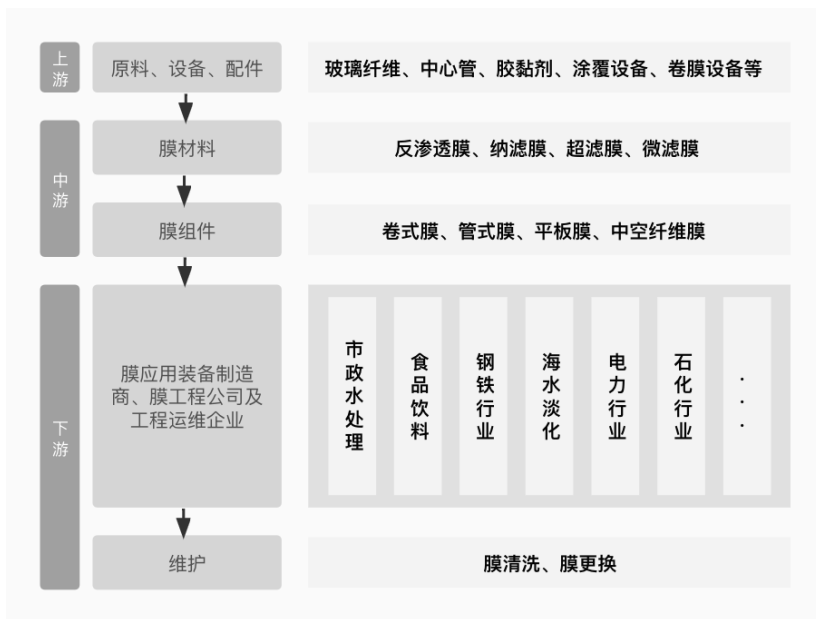 上游
原料、设备、配件
玻璃纤维、中心管、胶黏剂、涂覆设备、卷膜设备等
中游
膜材料
反渗透膜、纳滤膜、超滤膜、微滤膜
膜组件
卷式膜、管式膜、平板膜、中空纤维膜
下游
膜应用装备制造
商、膜工程公司及
工程运维企业
市政水处理
食品饮料
钢铁行业
海水淡化
电力行业
石化行业
...
维护
膜清洗、膜更换